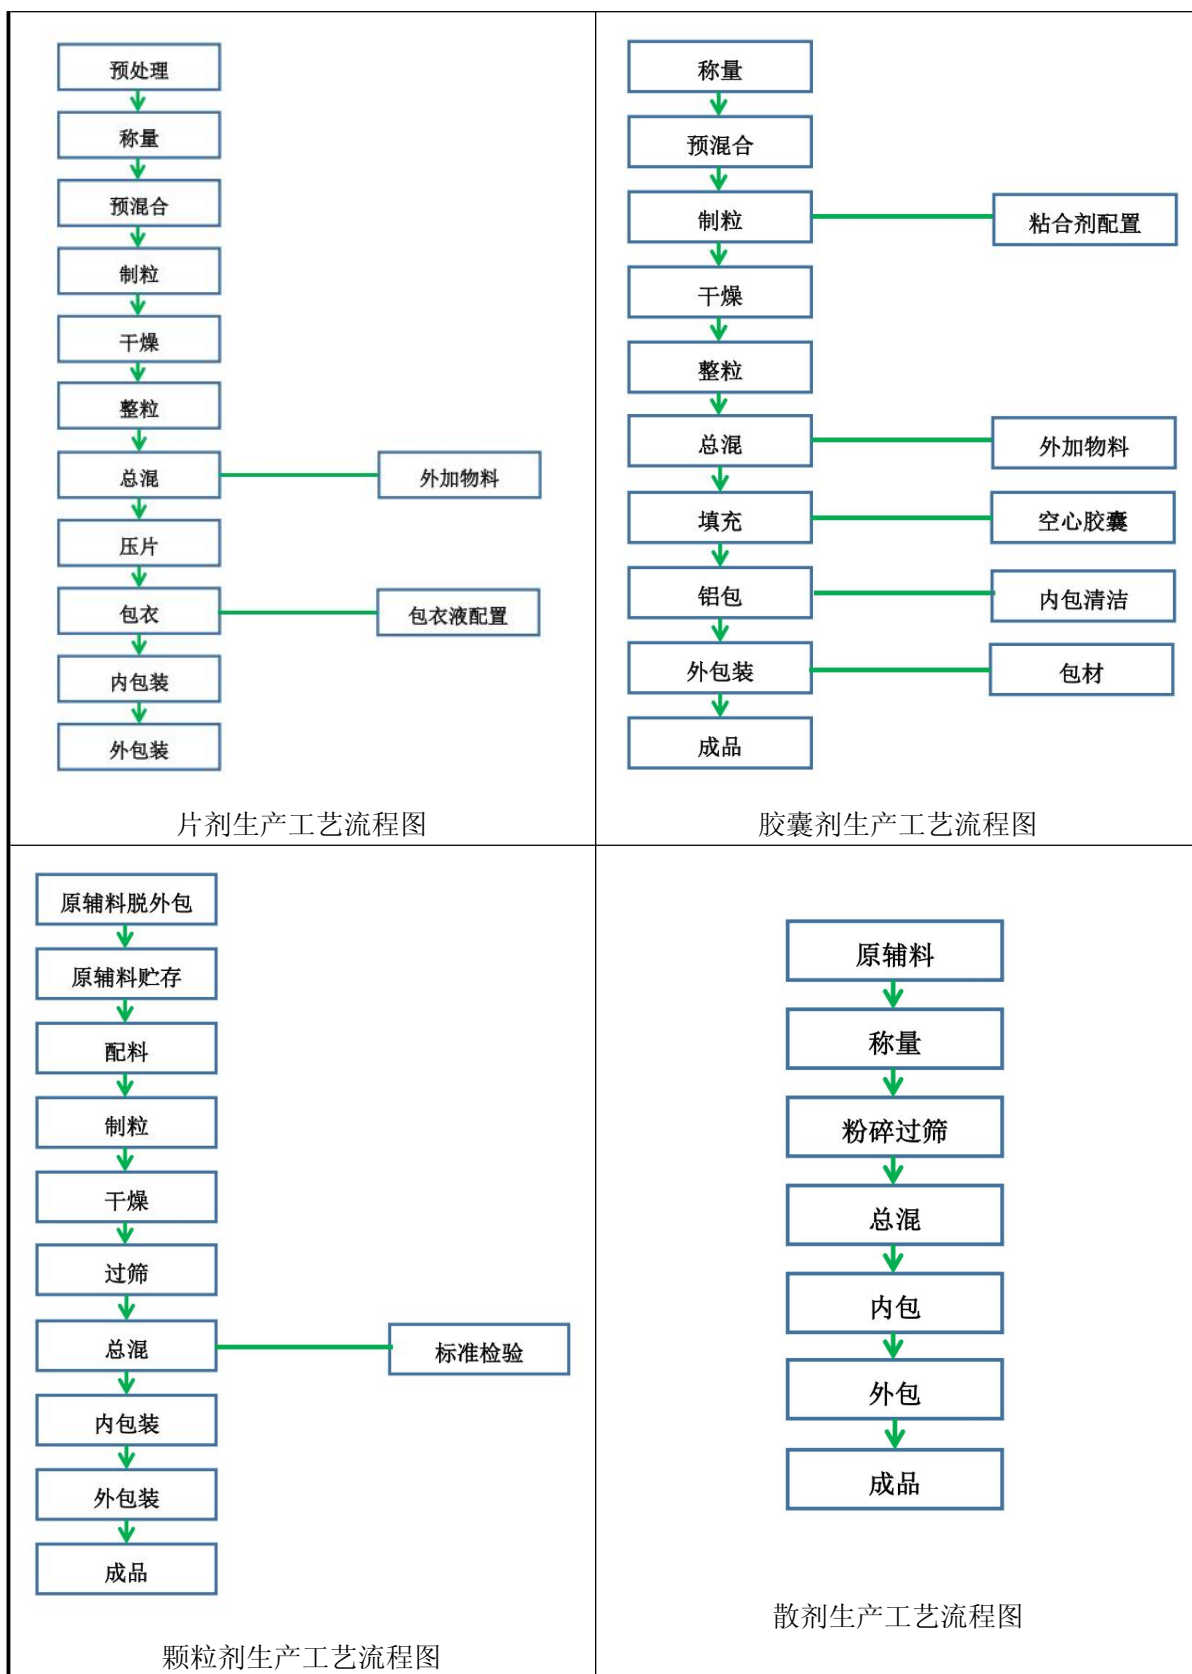 预处理
称量
预混合
制粒
干燥
整粒
总混
外加物料
压片
包衣
包衣液配置
内包装
外包装
片剂生产工艺流程图
称量
预混合
制粒
粘合剂配置
干燥
整粒
总混
外加物料
填充
空心胶囊
铝包
内包清洁
外包装
包材
成品
胶囊剂生产工艺流程图
原辅料脱外包
原辅料贮存
配料
制粒
干燥
过筛
总混
标准检验
内包装
外包装
成品
颗粒剂生产工艺流程图
原辅料
称量
粉碎过筛
总混
内包
外包
成品
散剂生产工艺流程图